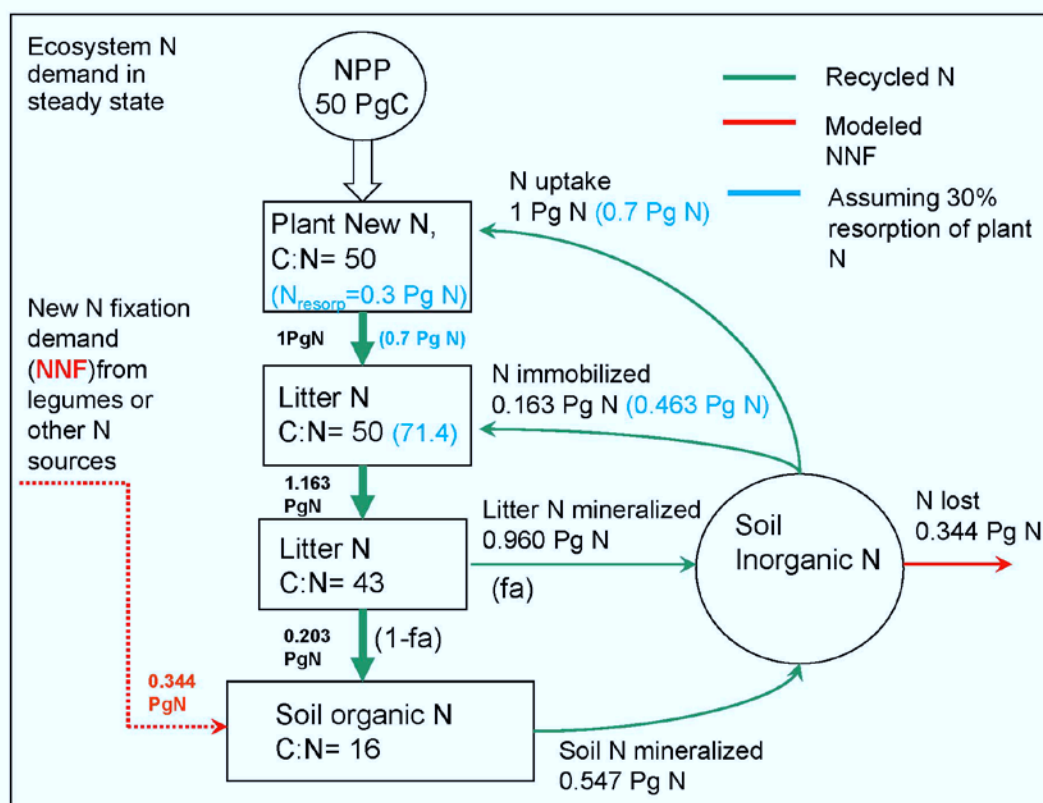 Ecosystem N
demand in
steady state
NPP
50 PgC
Recycled N
Modeled
NNF
Assuming 30%
resorption of plant
N
N uptake
1 Pg N (0.7 Pg N)
Plant New N,
C:N= 50
(Nresorp=0.3 Pg N)
New N fixation
demand
(NNF)from
legumes or
other N
sources
1PgN (0.7 Pg N)
N immobilized
0.163 Pg N (0.463 Pg N)
Litter N
C:N= 50 (71.4)
1.163
PgN
Litter N mineralized
0.960 Pg N
(fa)
Litter N
C:N= 43
Soil
Inorganic N
N lost
0.344 Pg N
0.203
PgN
(1-fa)
0.344
PgN
Soil organic N
C:N= 16
Soil N mineralized
0.547 Pg N